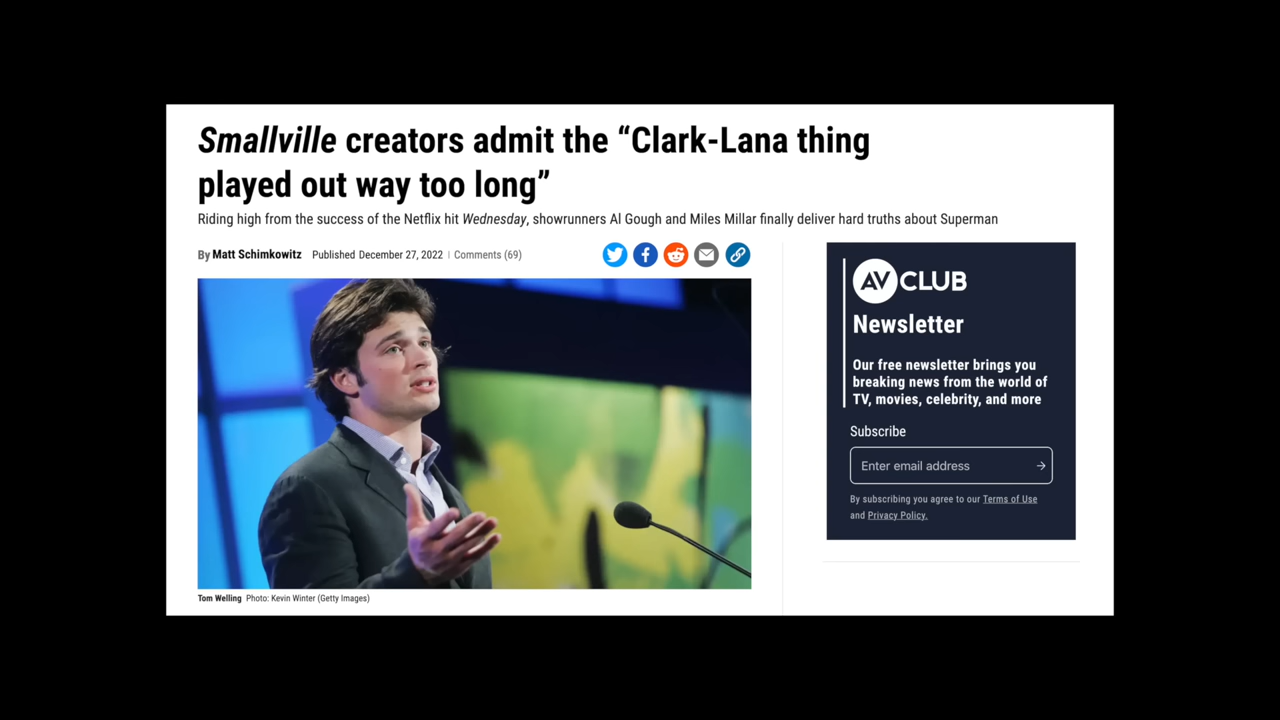 Smallville creators admit the “Clark-Lana thing
played out way too long”
Riding high from the success of the Netflix hit Wednesday, showrunners Al Gough and Miles Millar finally deliver hard truths about Superman
By Matt Schimkowitz Published December 27, 2022 | Comments (69)
Tom Welling Photo: Kevin Winter (Getty Images)
AV CLUB
Newsletter
Our free newsletter brings you
breaking news from the world of
TV, movies, celebrity, and more
Subscribe
Enter email address
By subscribing you agree to our Terms of Use
and Privacy Policy.